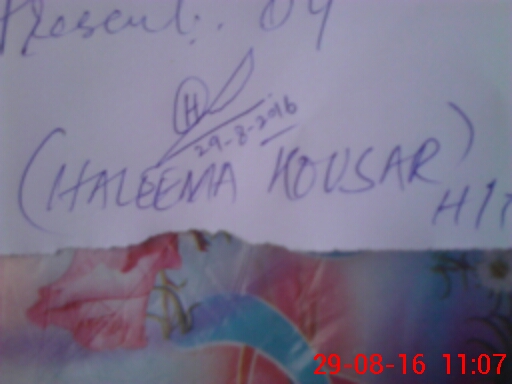 Present: 04
H
29-8-2016
(HALEEMA KOUSAR)
29-08-16 11:07